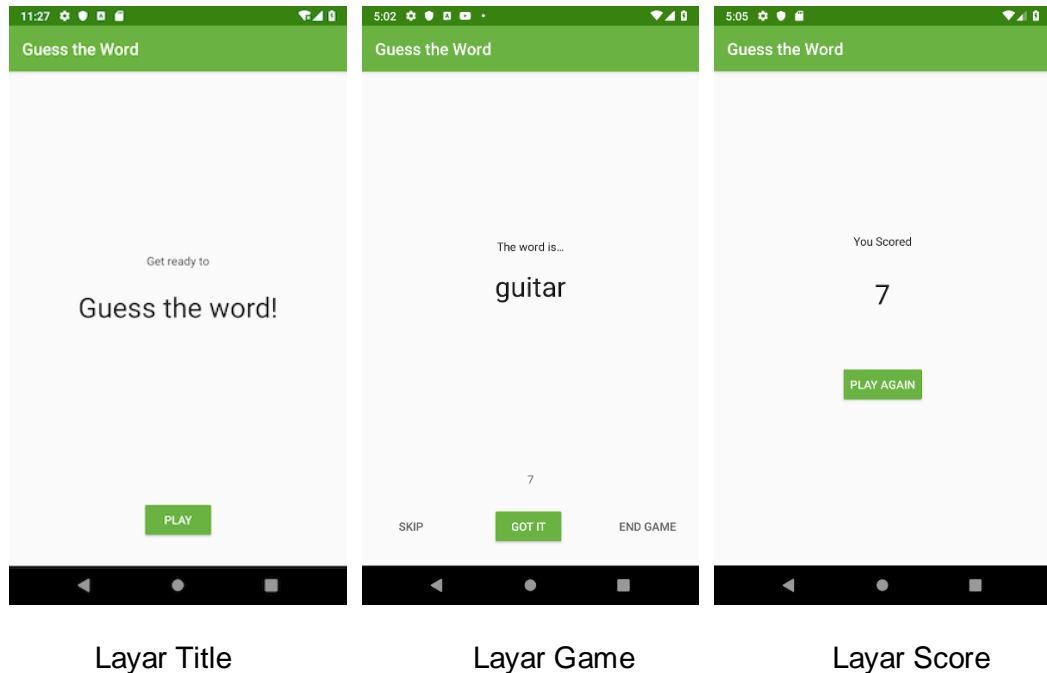 11:27
Guess the Word
Get ready to
Guess the word!
PLAY
5:02
Guess the Word
The word is...
guitar
7
SKIP
GOT IT
END GAME
5:05
Guess the Word
You Scored
7
PLAY AGAIN
Layar Title
Layar Game
Layar Score